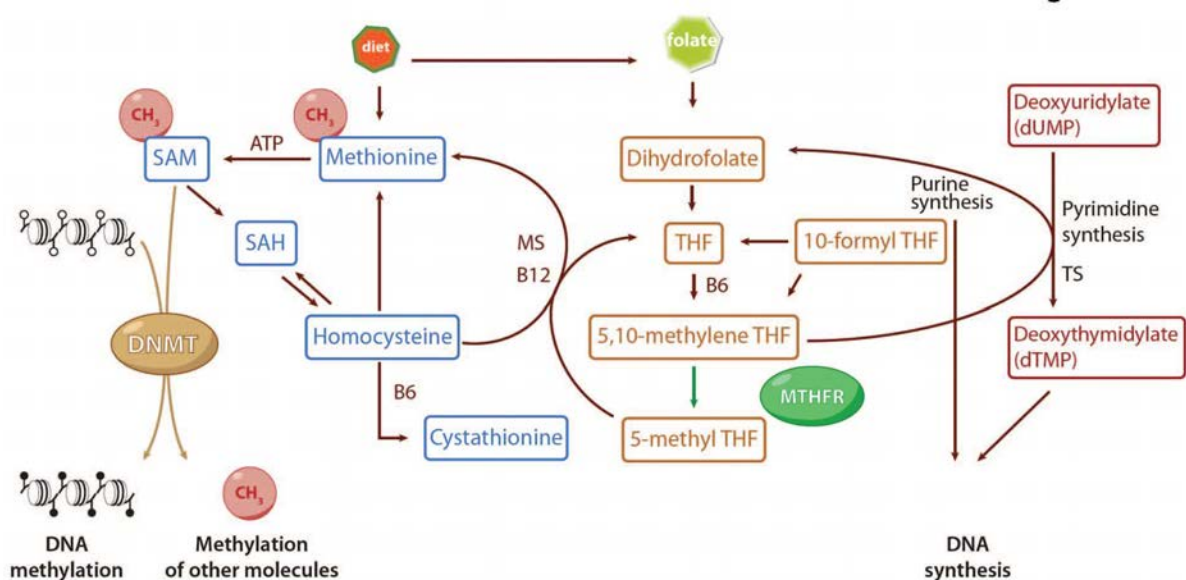 diet
folate
CH3
CH3
Deoxyuridylate
(dUMP)
SAM
ATP
Methionine
Dihydrofolate
Purine
synthesis
Pyrimidine
synthesis
SAH
MS
B12
THF
10-formyl THF
TS
B6
DNMT
Homocysteine
5,10-methylene THF
Deoxythymidylate
(dTMP)
B6
MTHFR
Cystathionine
5-methyl THF
CH3
DNA
methylation
Methylation
of other molecules
DNA
synthesis